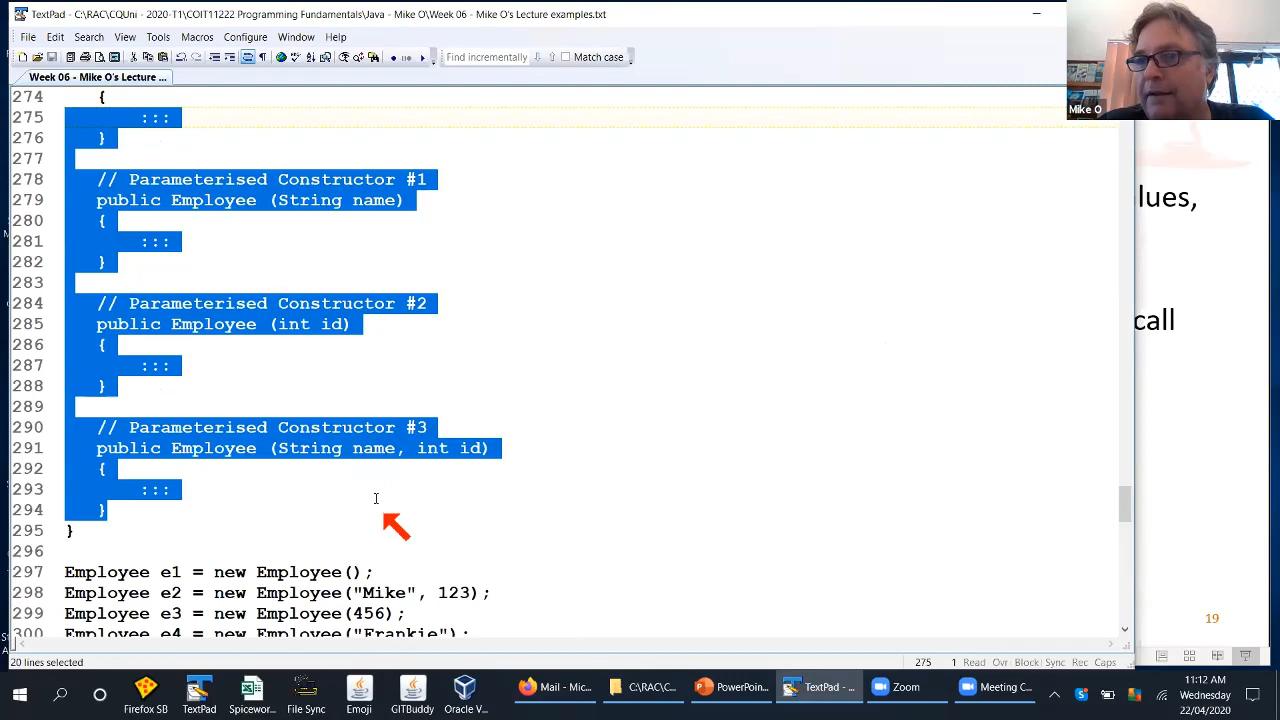 TextPad - C:\RAC\CQUni - 2020-T1\COIT11222 Programming Fundamentals\Java - Mike O\Week 06 - Mike O's Lecture examples.txt
File Edit Search View Tools Macros Configure Window Help
Find incrementally Match case
Week 06 - Mike O's Lecture ...
Mike O
274 {
275 :::
276 }
277
278 // Parameterised Constructor #1
279 public Employee (String name)
280 {
281 :::
282 }
283
284 // Parameterised Constructor #2
285 public Employee (int id)
286 {
287 :::
288 }
289
290 // Parameterised Constructor #3
291 public Employee (String name, int id)
292 {
293 :::
294 }
295 }
296
297 Employee e1 = new Employee();
298 Employee e2 = new Employee("Mike", 123);
299 Employee e3 = new Employee(456);
300 Employee e4 = new Employee("Frankie");
lues,
call
19
20 lines selected 275 1 Read Ovr Block Sync Rec Caps
Firefox SB TextPad Spicewor... File Sync Emoji GITBuddy Oracle V... Mail - Mic... C:\RAC\C... PowerPoin... TextPad - ... Zoom Meeting C...
11:12 AM
Wednesday
22/04/2020